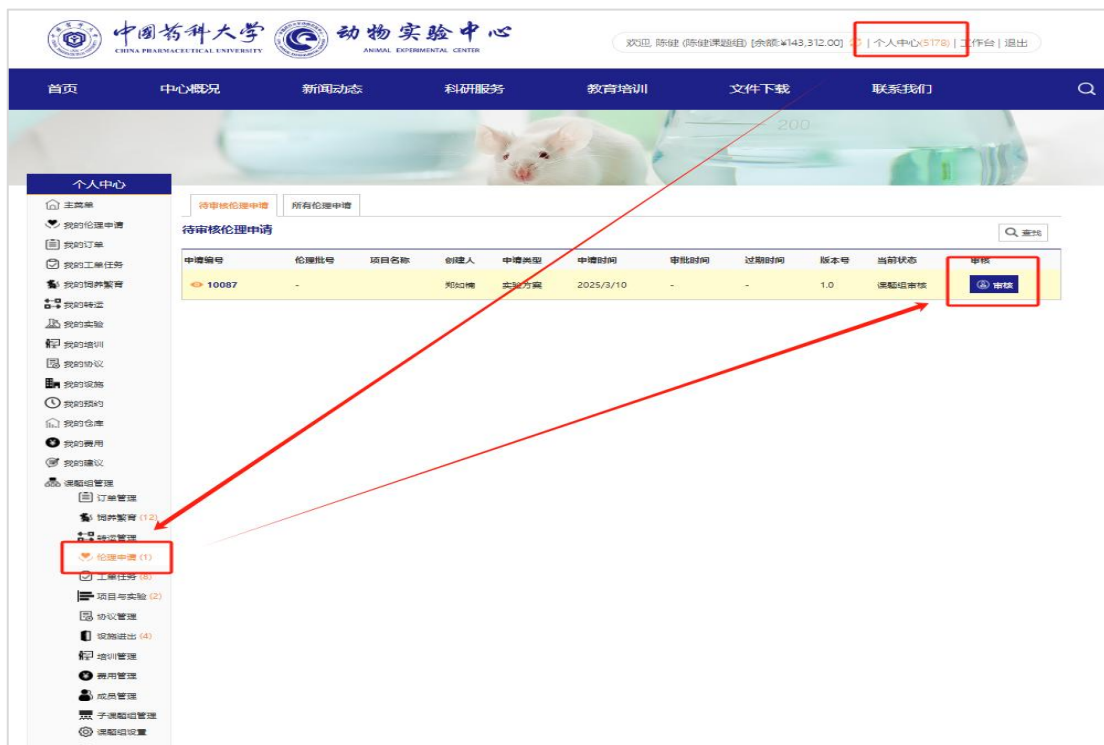 中国药科大学
CHINA PHARMACEUTICAL UNIVERSITY
动物实验中心
ANIMAL EXPERIMENTAL CENTER
欢迎, 陈健 (陈健课题组) [余额:¥143,312.00] | 个人中心(5178) | 工作台 | 退出
首页 中心概况 新闻动态 科研服务 教育培训 文件下载 联系我们
200
个人中心
主菜单
我的伦理申请
我的订单
我的工单任务
我的饲养繁育
我的转运
我的实验
我的培训
我的协议
我的设施
我的预约
我的仓库
我的费用
我的建议
课题组管理
订单管理
饲养繁育 (12)
转运管理
伦理申请 (1)
工单任务 (8)
项目与实验 (2)
协议管理
设施进出 (4)
培训管理
费用管理
成员管理
子课题组管理
课题组设置
待审核伦理申请 所有伦理申请
待审核伦理申请
查找
申请编号 伦理批号 项目名称 创建人 申请类型 申请时间 审批时间 过期时间 版本号 当前状态 审核
10087 - 郑如楠 实验方案 2025/3/10 - - 1.0 课题组审核 审核